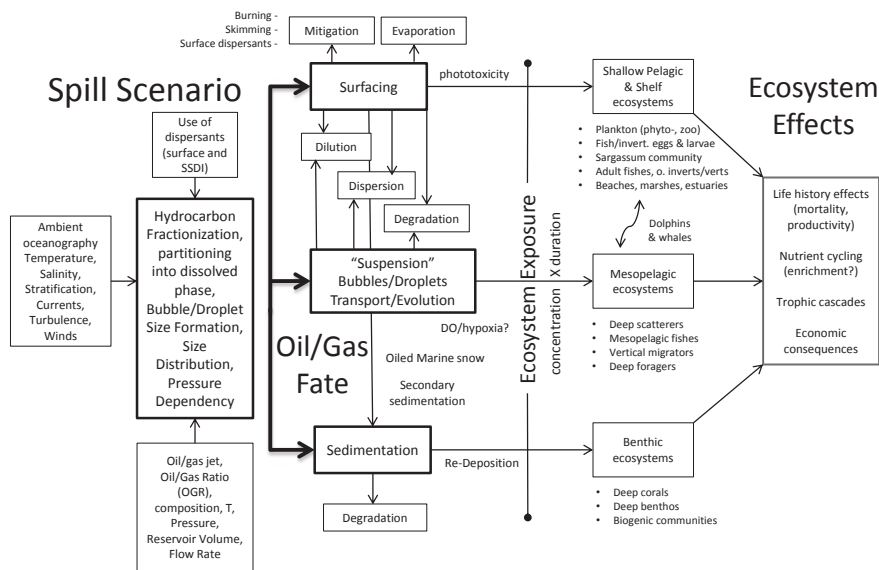 Burning -
Skimming -
Surface dispersants -
Mitigation
Evaporation
Spill Scenario
Surfacing
phototoxicity
Shallow Pelagic
& Shelf
ecosystems
Ecosystem
Effects
Use of
dispersants
(surface and
SSDI)
Dilution
Dispersion
Degradation
• Plankton (phyto-, zoo)
• Fish/invert. eggs & larvae
• Sargassum community
• Adult fishes, o. inverts/verts
• Beaches, marshes, estuaries
Dolphins
& whales
Ambient
oceanography
Temperature,
Salinity,
Stratification,
Currents,
Turbulence,
Winds
Hydrocarbon
Fractionization,
partitioning
into dissolved
phase,
Bubble/Droplet
Size Formation,
Size
Distribution,
Pressure
Dependency
"Suspension"
Bubbles/Droplets
Transport/Evolution
Ecosystem Exposure
concentration X duration
Mesopelagic
ecosystems
Life history effects
(mortality,
productivity)
Nutrient cycling
(enrichment?)
Trophic cascades
Economic
consequences
DO/hypoxia?
Oil/Gas
Fate
Oiled Marine snow
Secondary
sedimentation
• Deep scatterers
• Mesopelagic fishes
• Vertical migrators
• Deep foragers
Sedimentation
Re-Deposition
Benthic
ecosystems
Oil/gas jet,
Oil/Gas Ratio
(OGR),
composition, T,
Pressure,
Reservoir Volume,
Flow Rate
Degradation
• Deep corals
• Deep benthos
• Biogenic communities